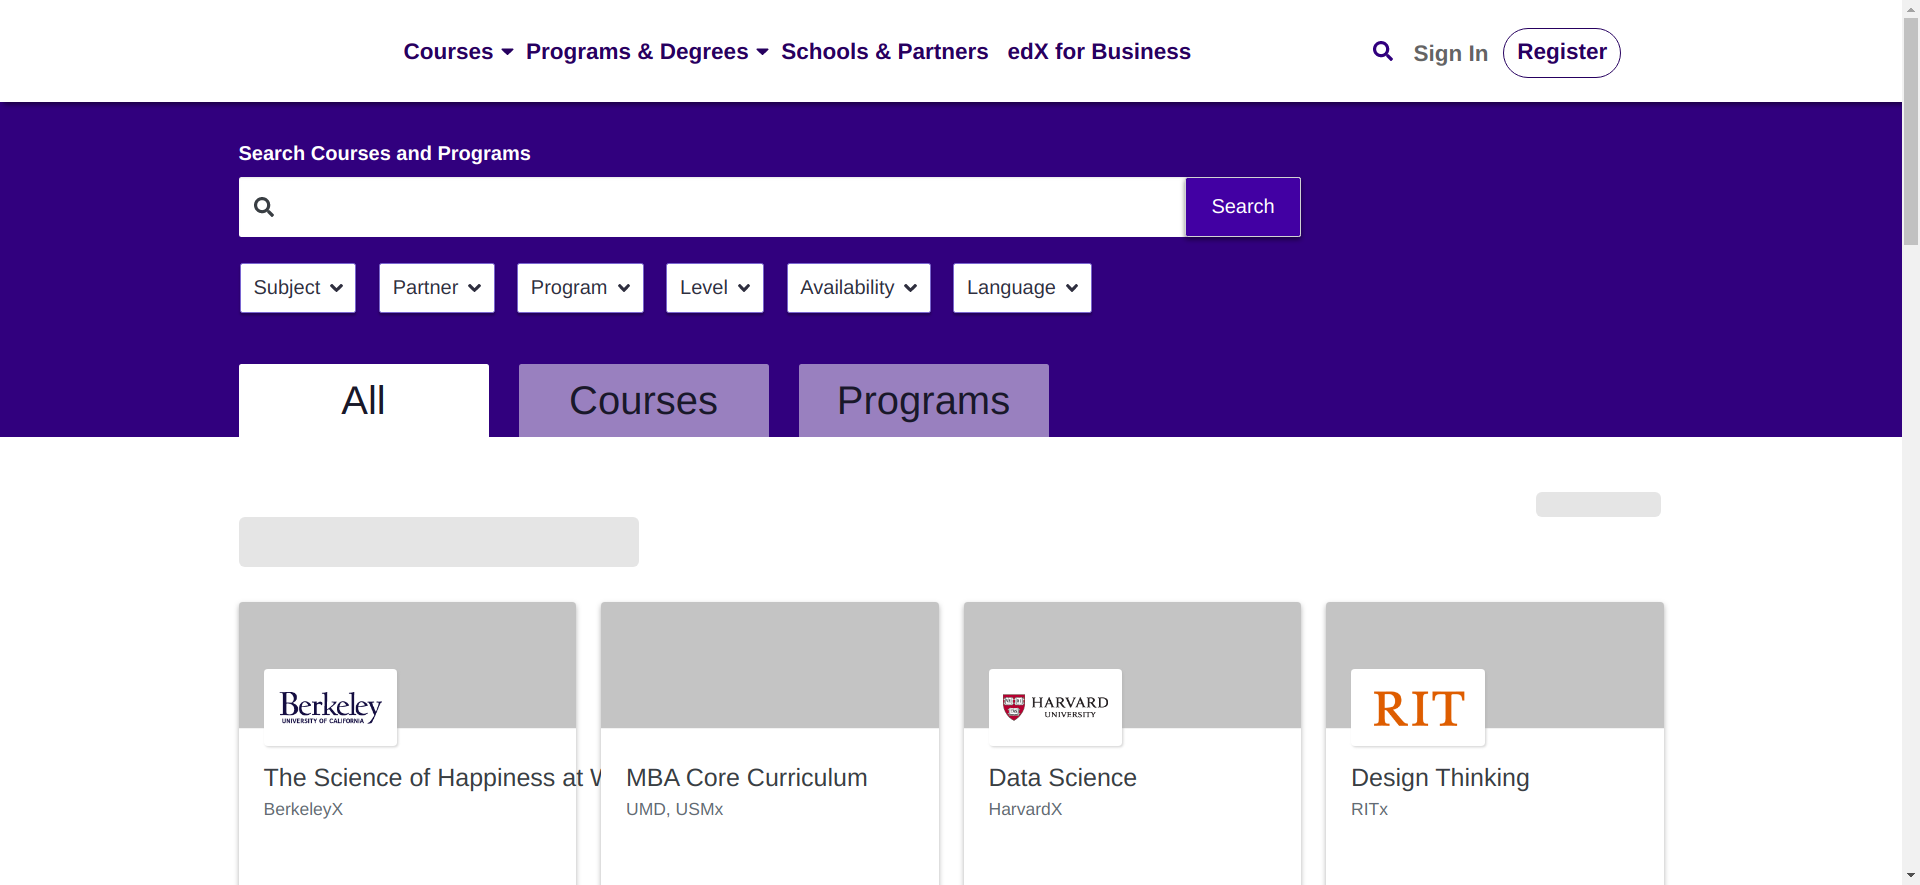 Courses Programs & Degrees Schools & Partners edX for Business Sign In Register
Search Courses and Programs
Search
Subject Partner Program Level Availability Language
All Courses Programs
Berkeley
UNIVERSITY OF CALIFORNIA
HARVARD
UNIVERSITY
RIT
The Science of Happiness at W
BerkeleyX
MBA Core Curriculum
UMD, USMx
Data Science
HarvardX
Design Thinking
RITx